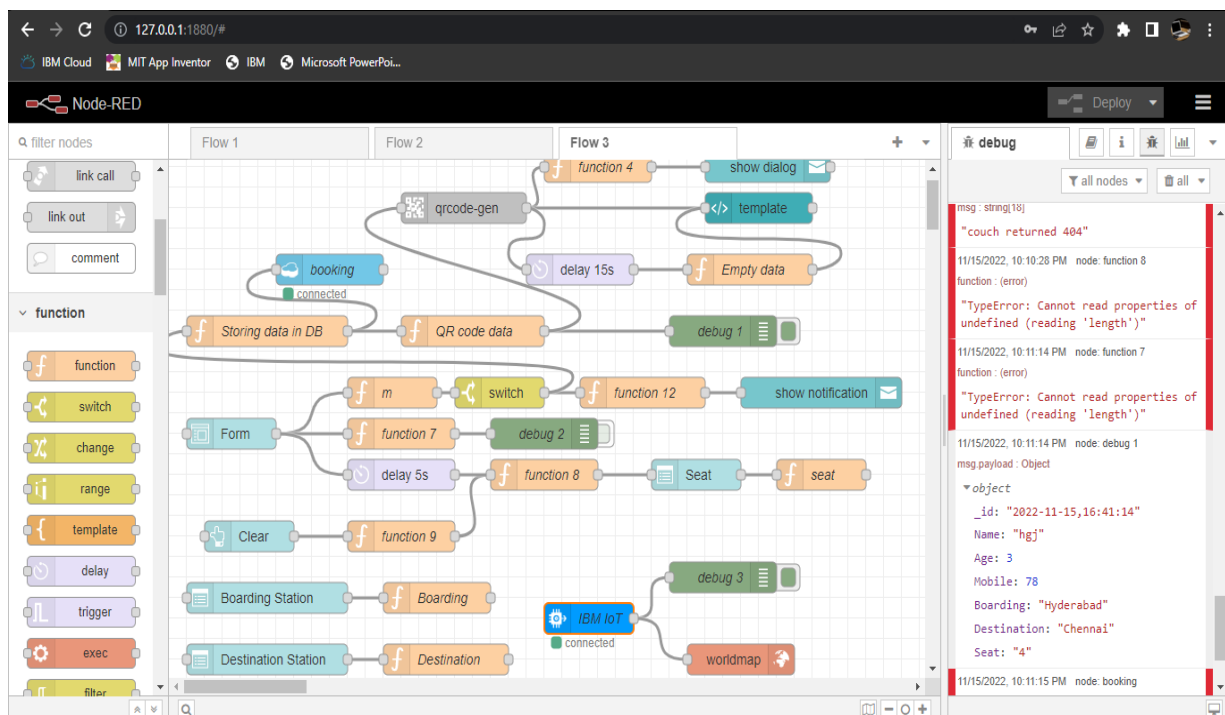 127.0.0.1:1880/#
IBM Cloud MIT App Inventor IBM Microsoft PowerPoi...
Node-RED
Deploy
filter nodes
Flow 1 Flow 2 Flow 3
debug
all nodes all
link call
link out
comment
function
function
switch
change
range
template
delay
trigger
exec
filter
function 4 show dialog
qrcode-gen template
booking delay 15s Empty data
connected
Storing data in DB QR code data debug 1
m switch function 12 show notification
Form function 7 debug 2
delay 5s function 8 Seat seat
Clear function 9
debug 3
Boarding Station Boarding
IBM IoT
connected
Destination Station Destination worldmap
msg : string[18]
"couch returned 404"
11/15/2022, 10:10:28 PM node: function 8
function : (error)
"TypeError: Cannot read properties of
undefined (reading 'length')"
11/15/2022, 10:11:14 PM node: function 7
function : (error)
"TypeError: Cannot read properties of
undefined (reading 'length')"
11/15/2022, 10:11:14 PM node: debug 1
msg.payload : Object
object
_id: "2022-11-15,16:41:14"
Name: "hgj"
Age: 3
Mobile: 78
Boarding: "Hyderabad"
Destination: "Chennai"
Seat: "4"
11/15/2022, 10:11:15 PM node: booking